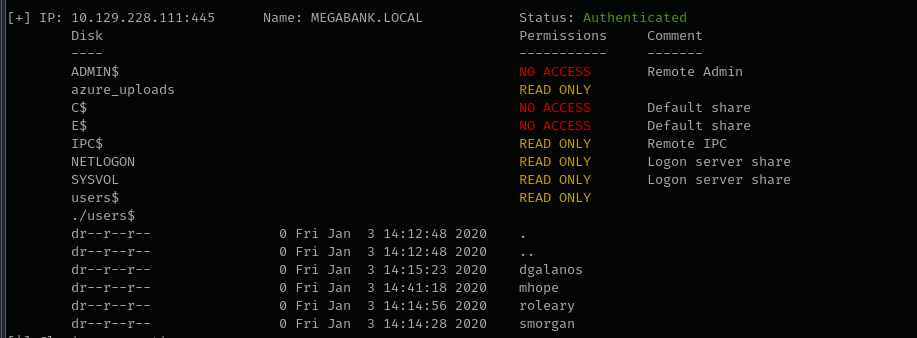 [+] IP: 10.129.228.111:445 Name: MEGABANK.LOCAL Status: Authenticated
Disk Permissions Comment
---- ----------- -------
ADMIN$ NO ACCESS Remote Admin
azure_uploads READ ONLY
C$ NO ACCESS Default share
E$ NO ACCESS Default share
IPC$ READ ONLY Remote IPC
NETLOGON READ ONLY Logon server share
SYSVOL READ ONLY Logon server share
users$ READ ONLY
./users$
dr--r--r-- 0 Fri Jan 3 14:12:48 2020 .
dr--r--r-- 0 Fri Jan 3 14:12:48 2020 ..
dr--r--r-- 0 Fri Jan 3 14:15:23 2020 dgalanos
dr--r--r-- 0 Fri Jan 3 14:41:18 2020 mhope
dr--r--r-- 0 Fri Jan 3 14:14:56 2020 roleary
dr--r--r-- 0 Fri Jan 3 14:14:28 2020 smorgan